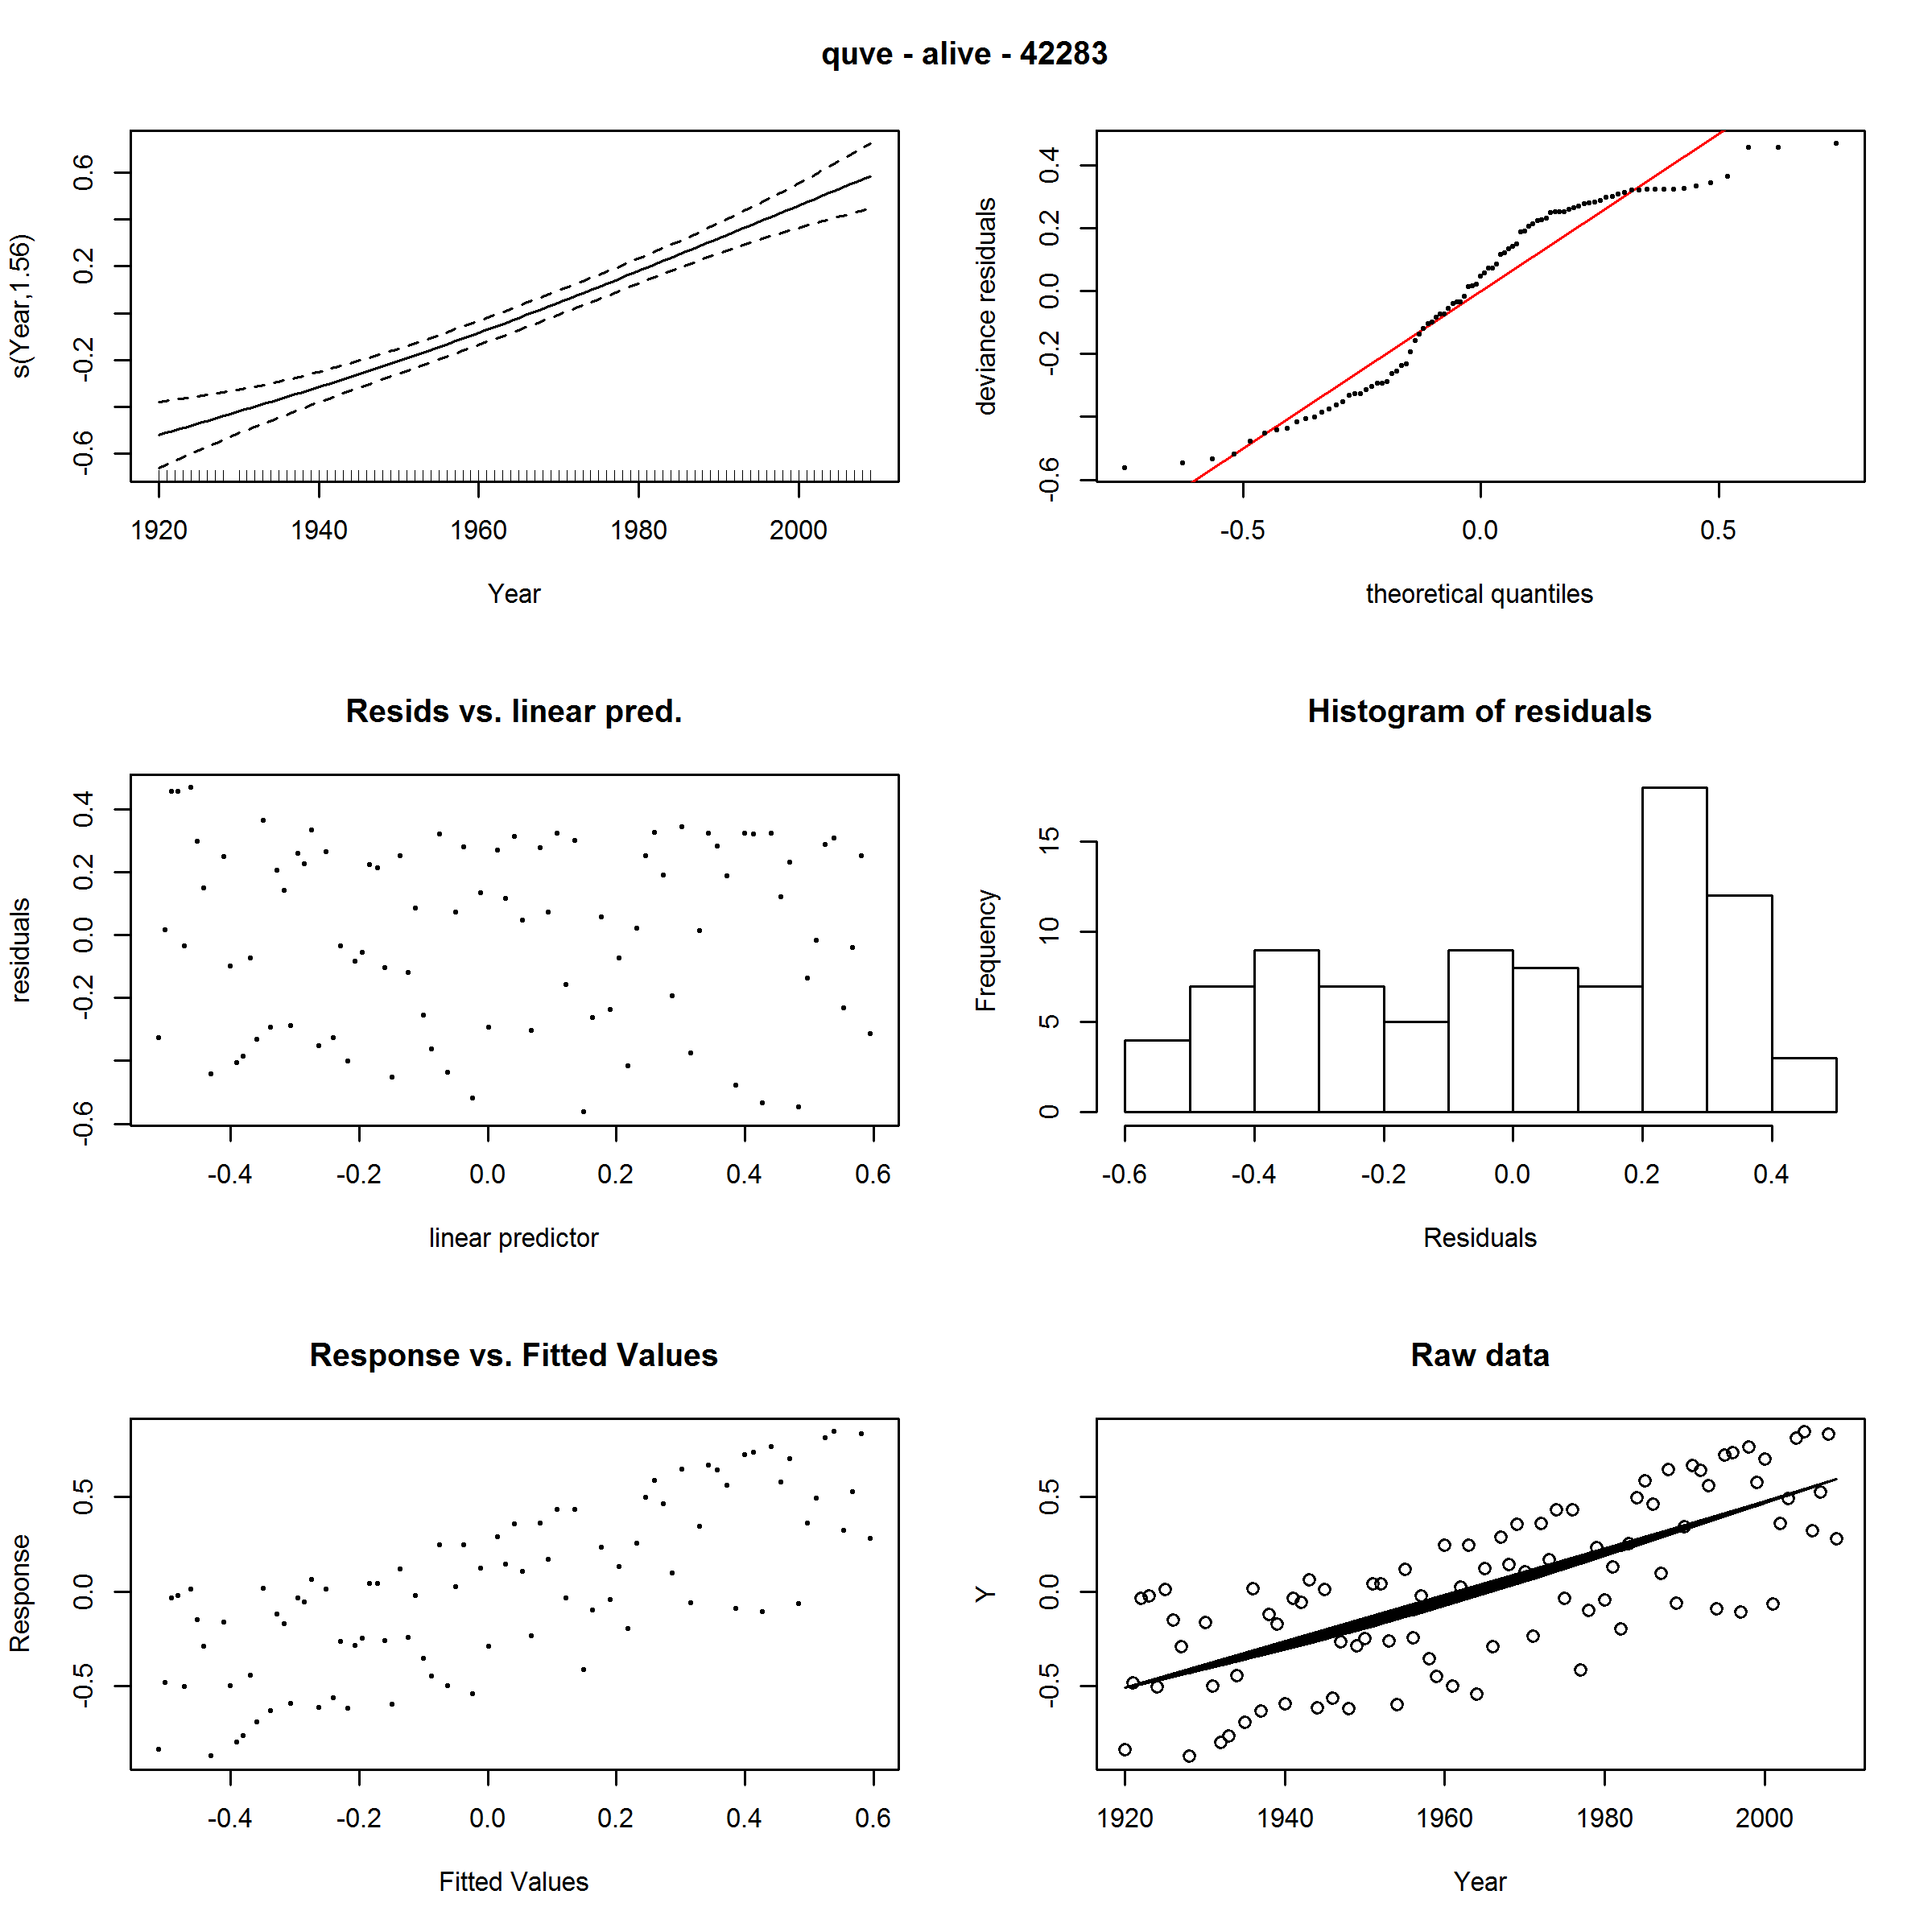 quve - alive - 42283
s(Year,1.56)
-0.6 -0.2 0.2 0.6
1920 1940 1960 1980 2000
Year
deviance residuals
-0.6 -0.2 0.0 0.2 0.4
-0.5 0.0 0.5
theoretical quantiles
Resids vs. linear pred.
residuals
-0.6 -0.2 0.0 0.2 0.4
-0.4 -0.2 0.0 0.2 0.4 0.6
linear predictor
Histogram of residuals
Frequency
0 5 10 15
-0.6 -0.4 -0.2 0.0 0.2 0.4
Residuals
Response vs. Fitted Values
Response
-0.5 0.0 0.5
-0.4 -0.2 0.0 0.2 0.4 0.6
Fitted Values
Raw data
Y
-0.5 0.0 0.5
1920 1940 1960 1980 2000
Year